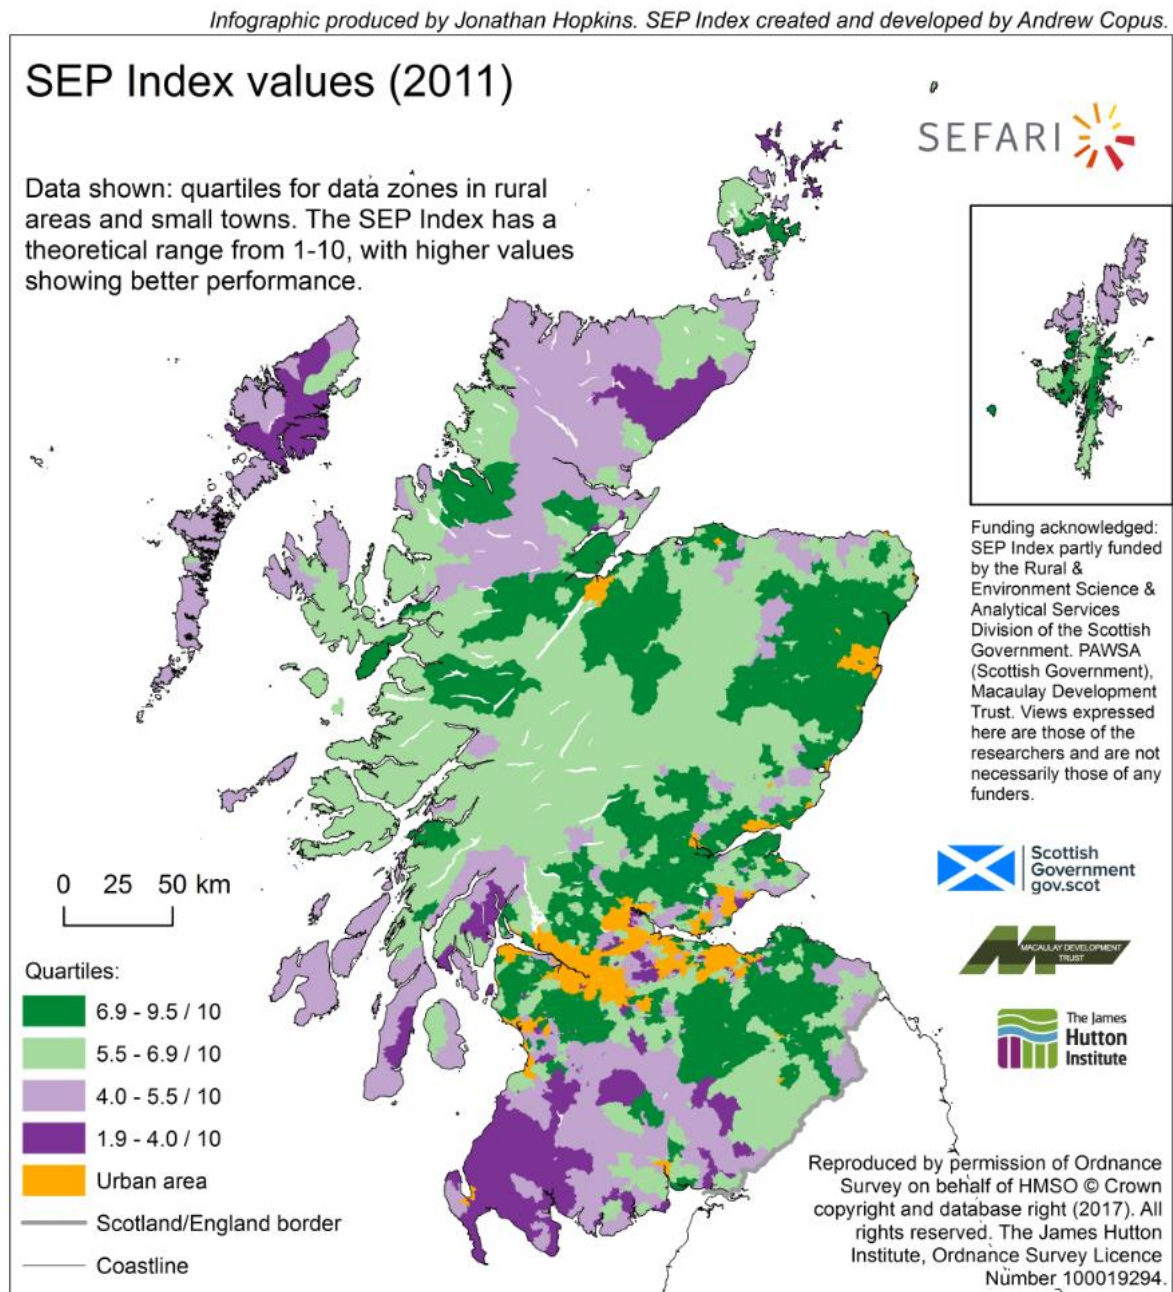 Infographic produced by Jonathan Hopkins. SEP Index created and developed by Andrew Copus.
SEP Index values (2011)
SEFARI
Data shown: quartiles for data zones in rural
areas and small towns. The SEP Index has a
theoretical range from 1-10, with higher values
showing better performance.
Funding acknowledged:
SEP Index partly funded
by the Rural &
Environment Science &
Analytical Services
Division of the Scottish
Government. PAWSA
(Scottish Government),
Macaulay Development
Trust. Views expressed
here are those of the
researchers and are not
necessarily those of any
funders.
Scottish
Government
gov.scot
0 25 50 km
MACAULAY DEVELOPMENT
TRUST
Quartiles:
6.9 - 9.5 / 10
5.5 - 6.9 / 10
4.0 - 5.5 / 10
1.9 - 4.0 / 10
Urban area
Scotland/England border
Coastline
The James
Hutton
Institute
Reproduced by permission of Ordnance
Survey on behalf of HMSO © Crown
copyright and database right (2017). All
rights reserved. The James Hutton
Institute, Ordnance Survey Licence
Number 100019294.